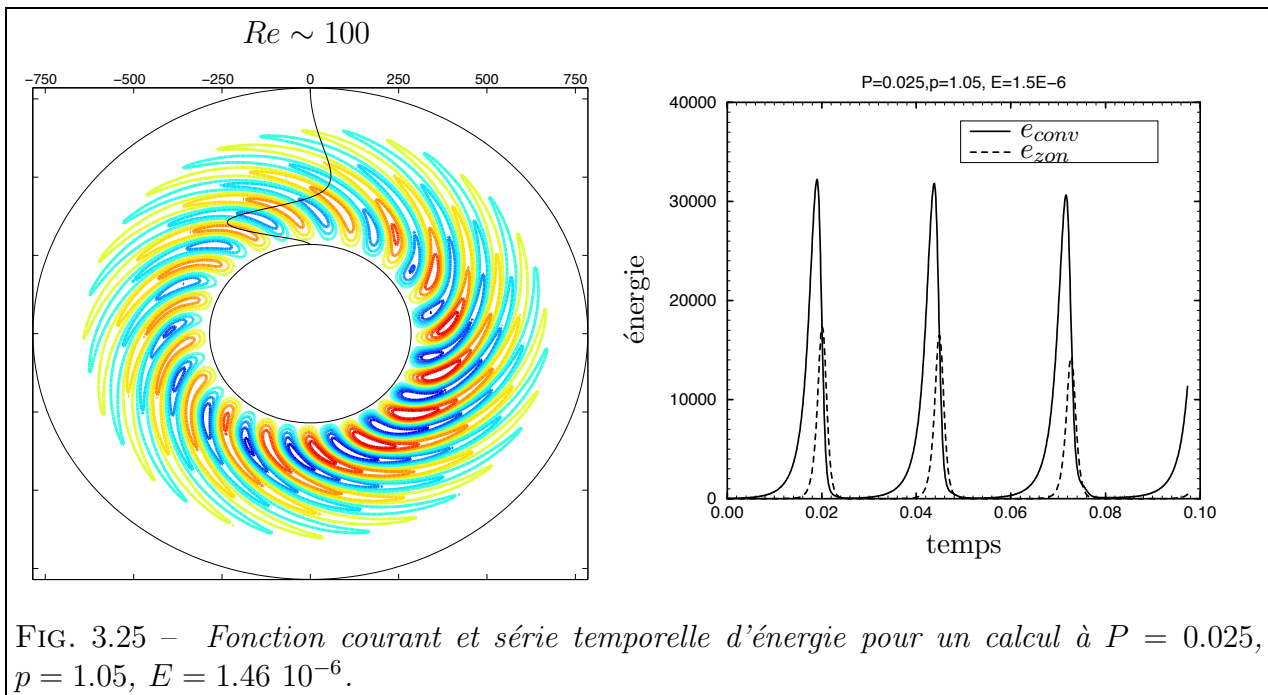 Re ∼ 100
−750 −500 −250 0 250 500 750
P=0.025,p=1.05, E=1.5E−6
40000
e_conv
e_zon
30000
énergie
20000
10000
0
0.00 0.02 0.04 0.06 0.08 0.10
temps
FIG. 3.25 – Fonction courant et série temporelle d'énergie pour un calcul à P = 0.025,
p = 1.05, E = 1.46 10⁻⁶.